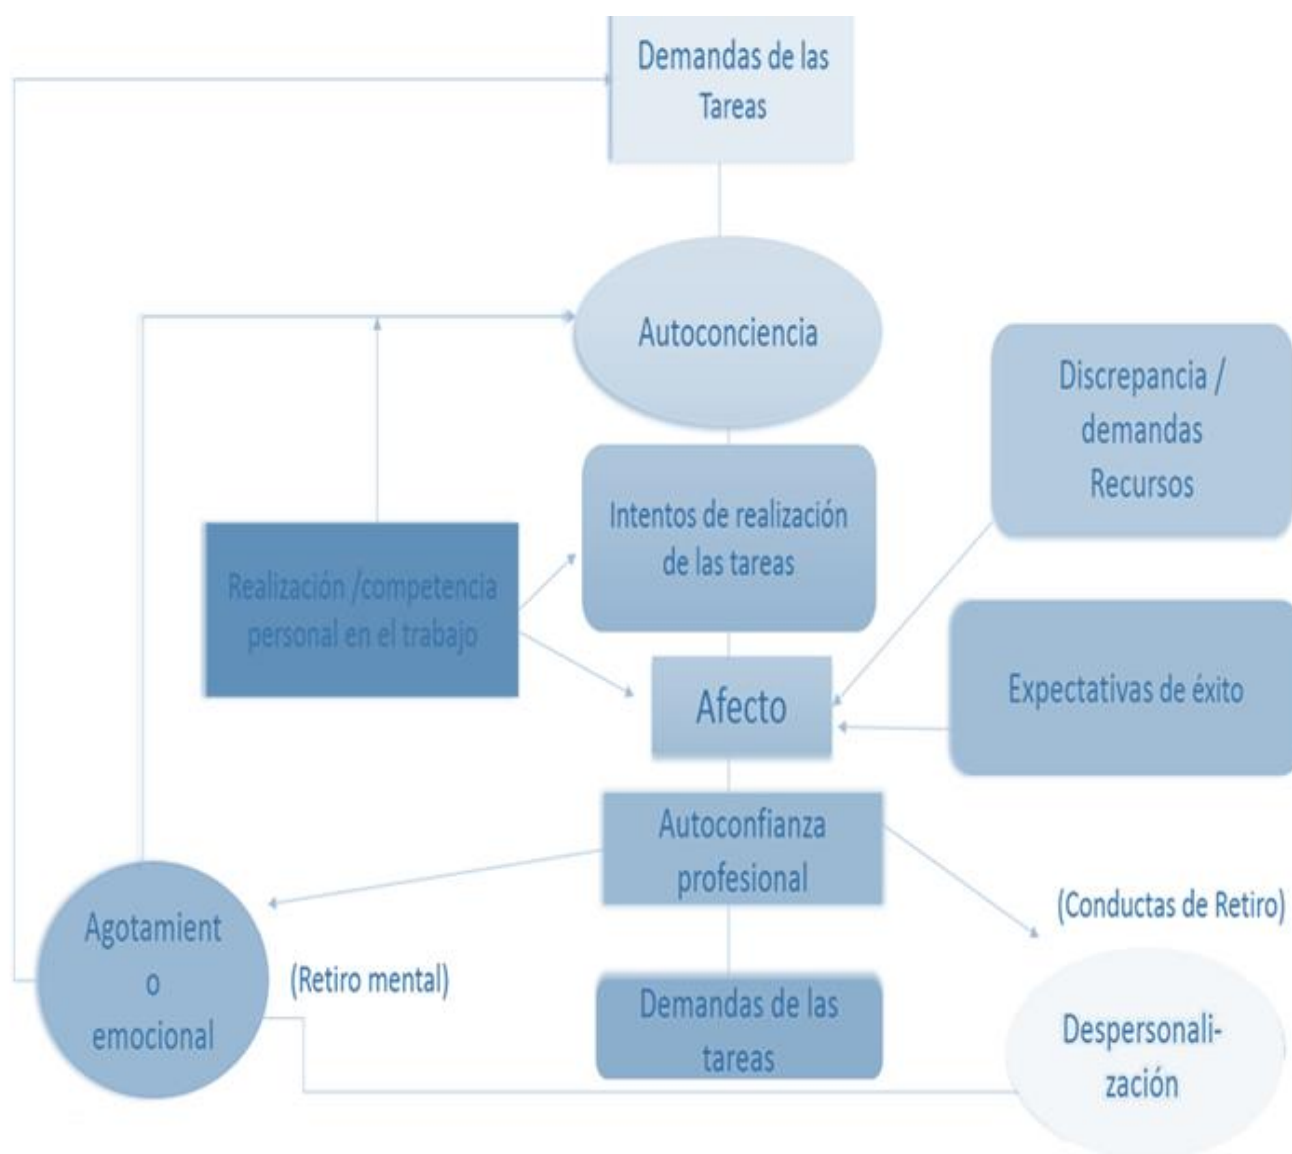 Demandas de las
Tareas
Autoconciencia
Discrepancia /
demandas
Recursos
Intentos de realización
de las tareas
Realización /competencia
personal en el trabajo
Afecto
Expectativas de éxito
Autoconfianza
profesional
(Conductas de Retiro)
Agotamient
o
emocional
(Retiro mental)
Demandas de las
tareas
Despersonali-
zación